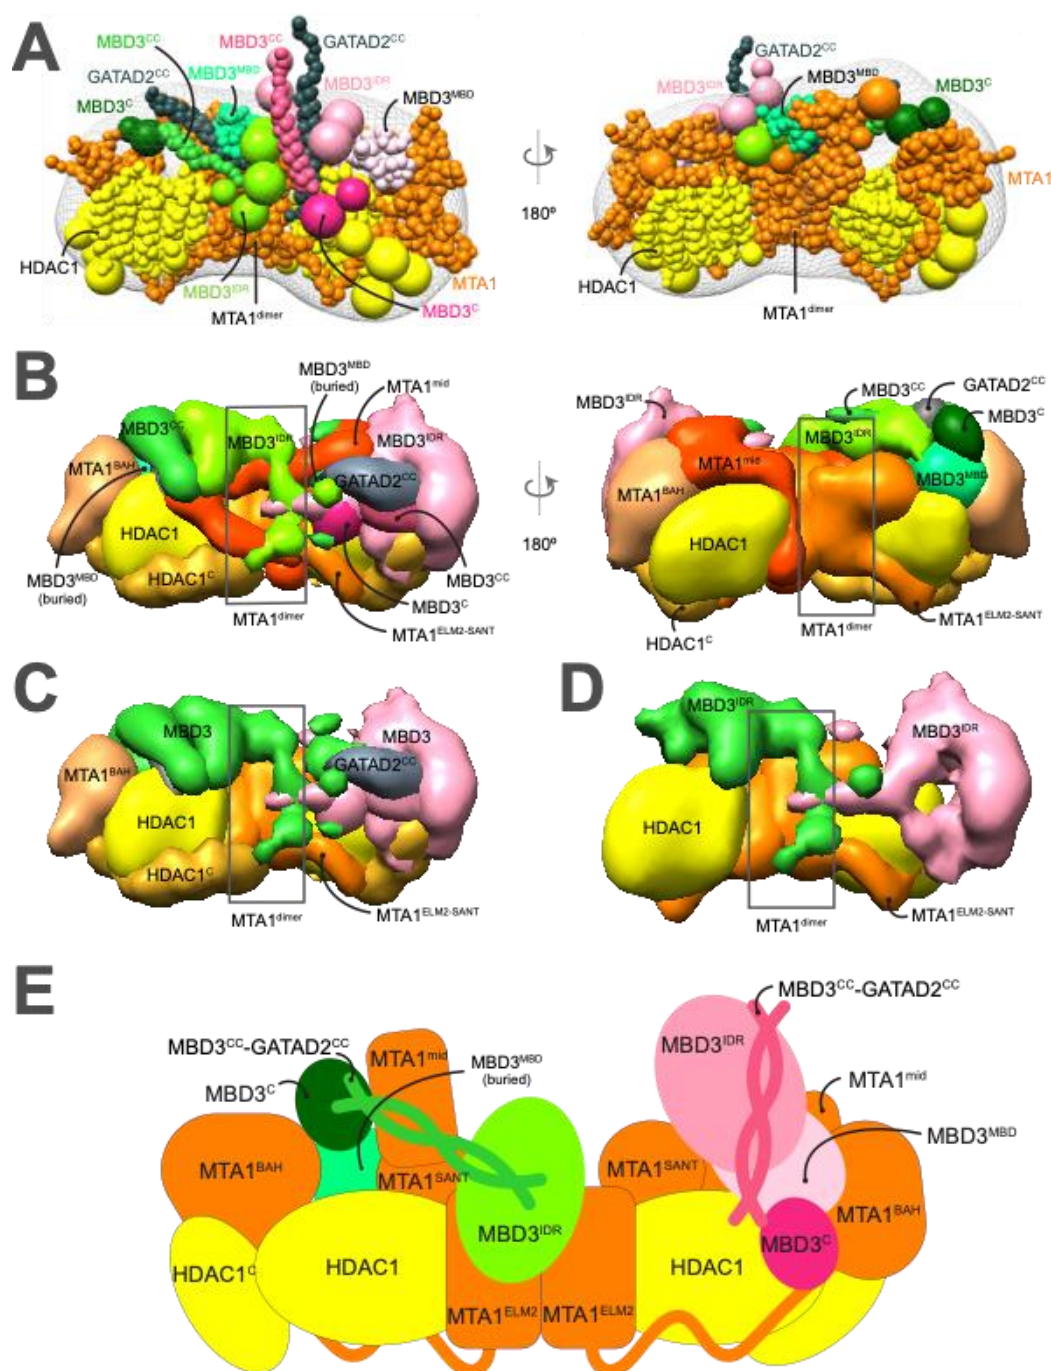 A
MBD3CC
MBD3CC
GATAD2CC
GATAD2CC
MBD3MBD
MBD3IDR
MBD3C
MBD3MBD
HDAC1
MBD3IDR
MTA1dimer
MTA1
MBD3C
180º
GATAD2CC
MBD3IDR
MBD3MBD
MBD3C
MTA1
HDAC1
MTA1dimer
B
MBD3MBD
(buried)
MTA1mid
MBD3CC
MBD3IDR
MBD3IDR
MTA1BAH
GATAD2CC
HDAC1
HDAC1C
MBD3MBD
(buried)
MBD3CC
MBD3C
MTA1dimer
MTA1ELM2-SANT
180º
MBD3IDR
MBD3CC
GATAD2CC
MBD3C
MBD3IDR
MTA1mid
MTA1BAH
MBD3MBD
HDAC1
HDAC1C
MTA1dimer
MTA1ELM2-SANT
C
MBD3
MBD3
MTA1BAH
GATAD2CC
HDAC1
HDAC1C
MTA1dimer
MTA1ELM2-SANT
D
MBD3IDR
MBD3IDR
HDAC1
MTA1dimer
MTA1ELM2-SANT
E
MBD3CC-GATAD2CC
MBD3CC-GATAD2CC
MTA1mid
MBD3MBD
(buried)
MBD3C
MBD3IDR
MTA1mid
MBD3MBD
MTA1BAH
MTA1SANT
MTA1SANT
MTA1BAH
MBD3IDR
MBD3C
HDAC1C
HDAC1
HDAC1
MTA1ELM2
MTA1ELM2